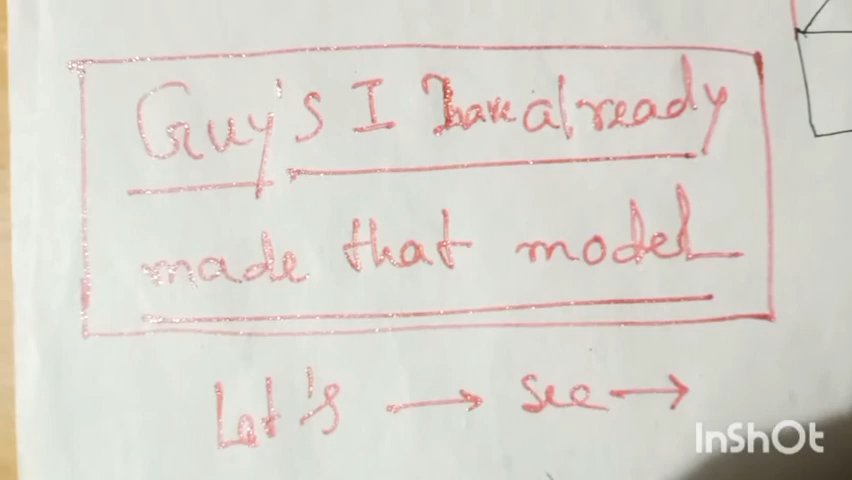 Guy's I have already
made that model
Let's → see →
InShOt